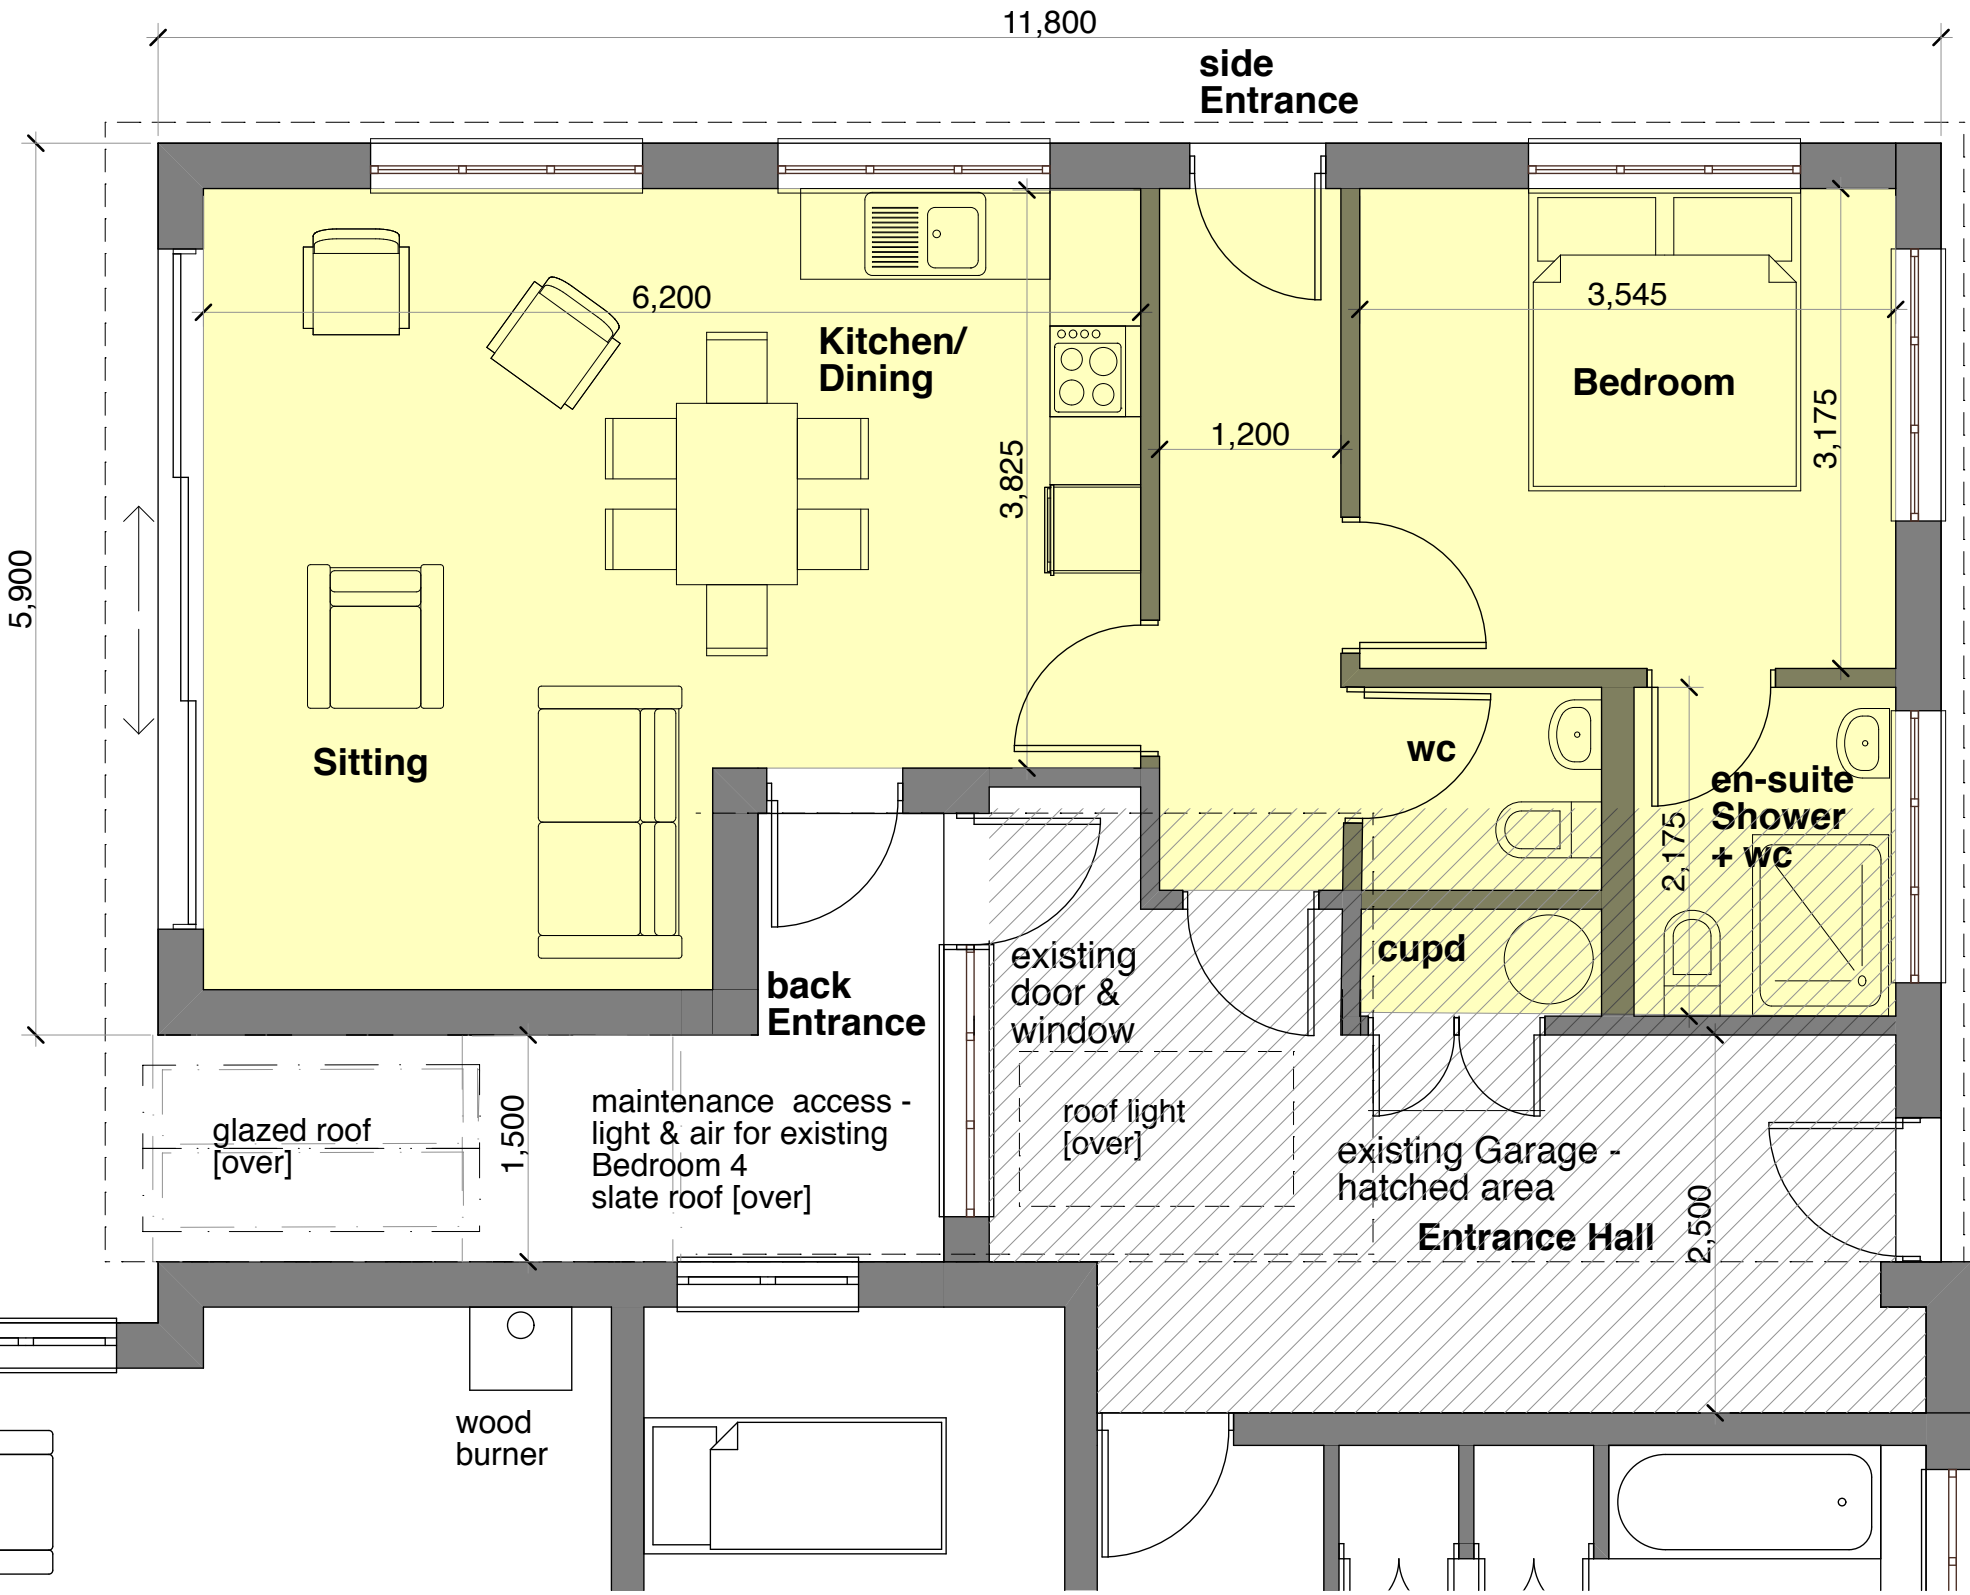 11,800
side
Entrance
6,200
3,545
Kitchen/
Dining
Bedroom
3,175
1,200
3,825
5,900
Sitting
wc
en-suite
Shower
+ wc
2,175
cupd
existing
door &
window
back
Entrance
glazed roof
[over]
1,500
maintenance access -
light & air for existing
Bedroom 4
slate roof [over]
roof light
[over]
existing Garage -
hatched area
Entrance Hall
2,500
wood
burner